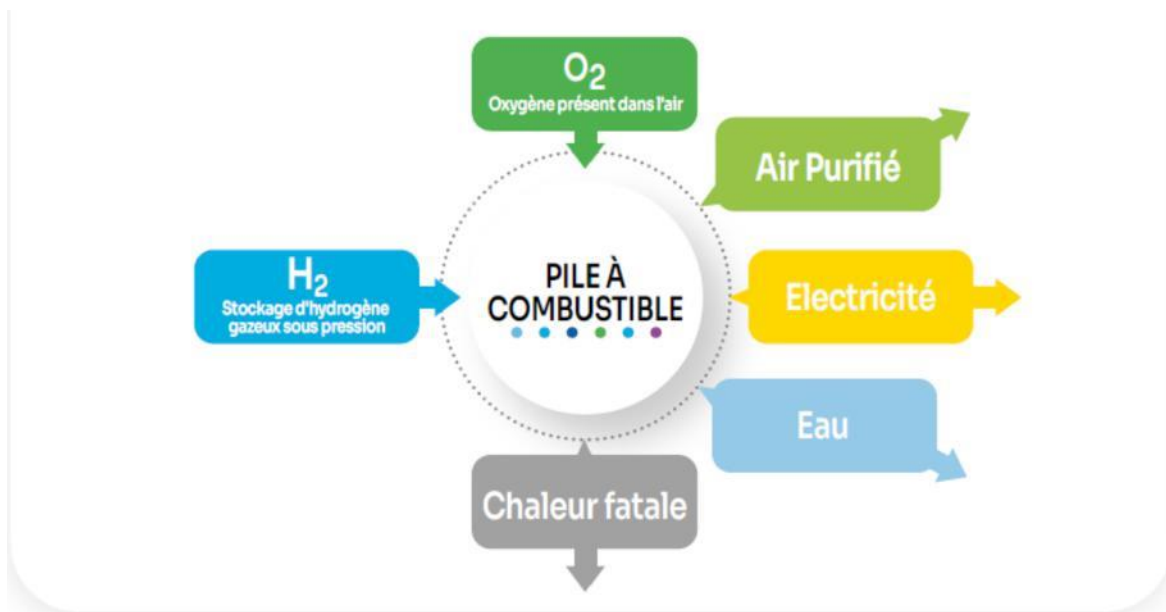 O₂
Oxygène présent dans l'air
Air Purifié
H₂
Stockage d'hydrogène
gazeux sous pression
PILE À
COMBUSTIBLE
Electricité
Eau
Chaleur fatale